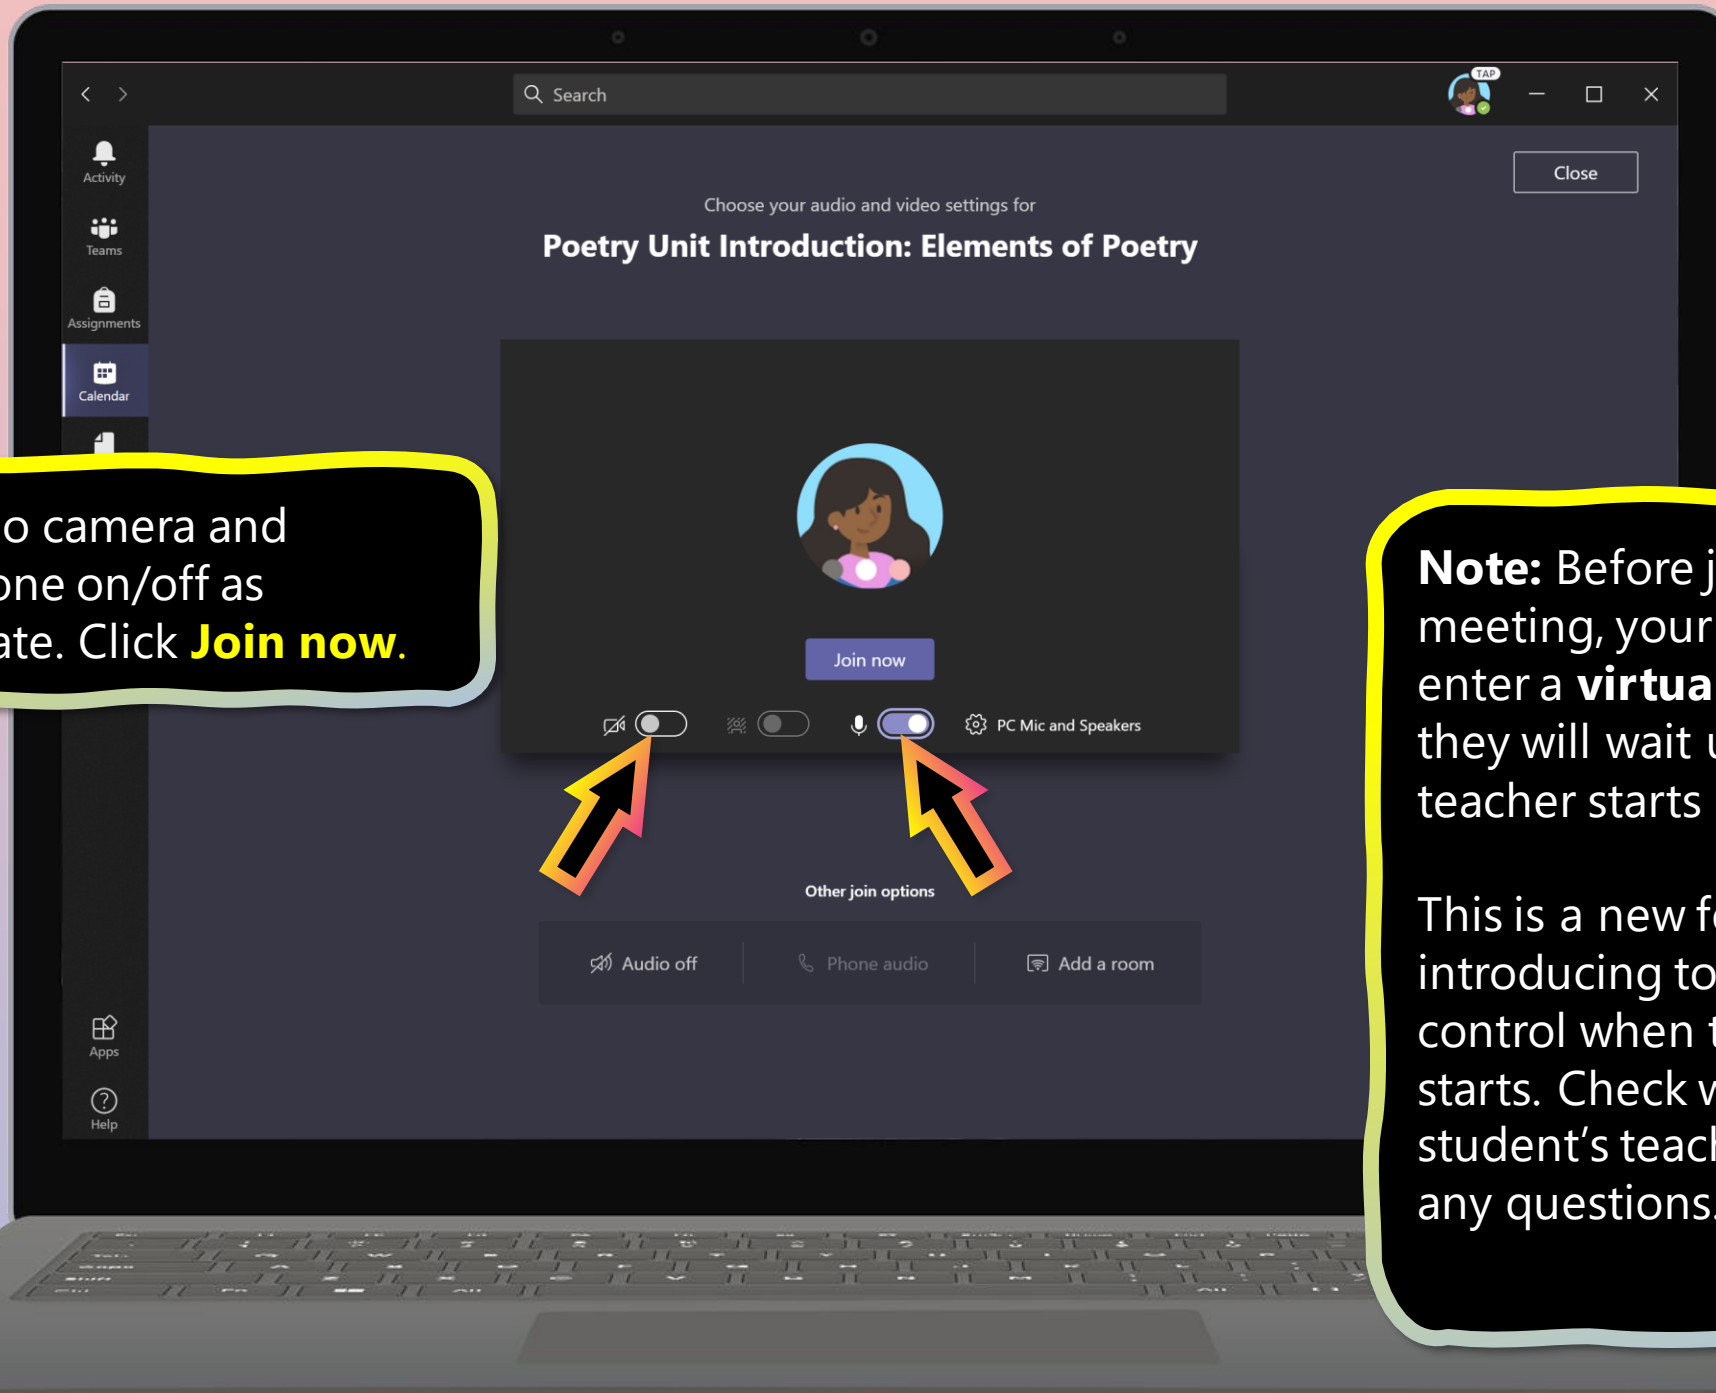 Search
TAP
Activity
Teams
Assignments
Calendar
Apps
Help
Close
Choose your audio and video settings for
Poetry Unit Introduction: Elements of Poetry
Join now
PC Mic and Speakers
Other join options
Audio off
Phone audio
Add a room
o camera and
one on/off as
ate. Click Join now.
Note: Before j
meeting, your
enter a virtua
they will wait u
teacher starts
This is a new fe
introducing to
control when t
starts. Check w
student's teach
any questions.